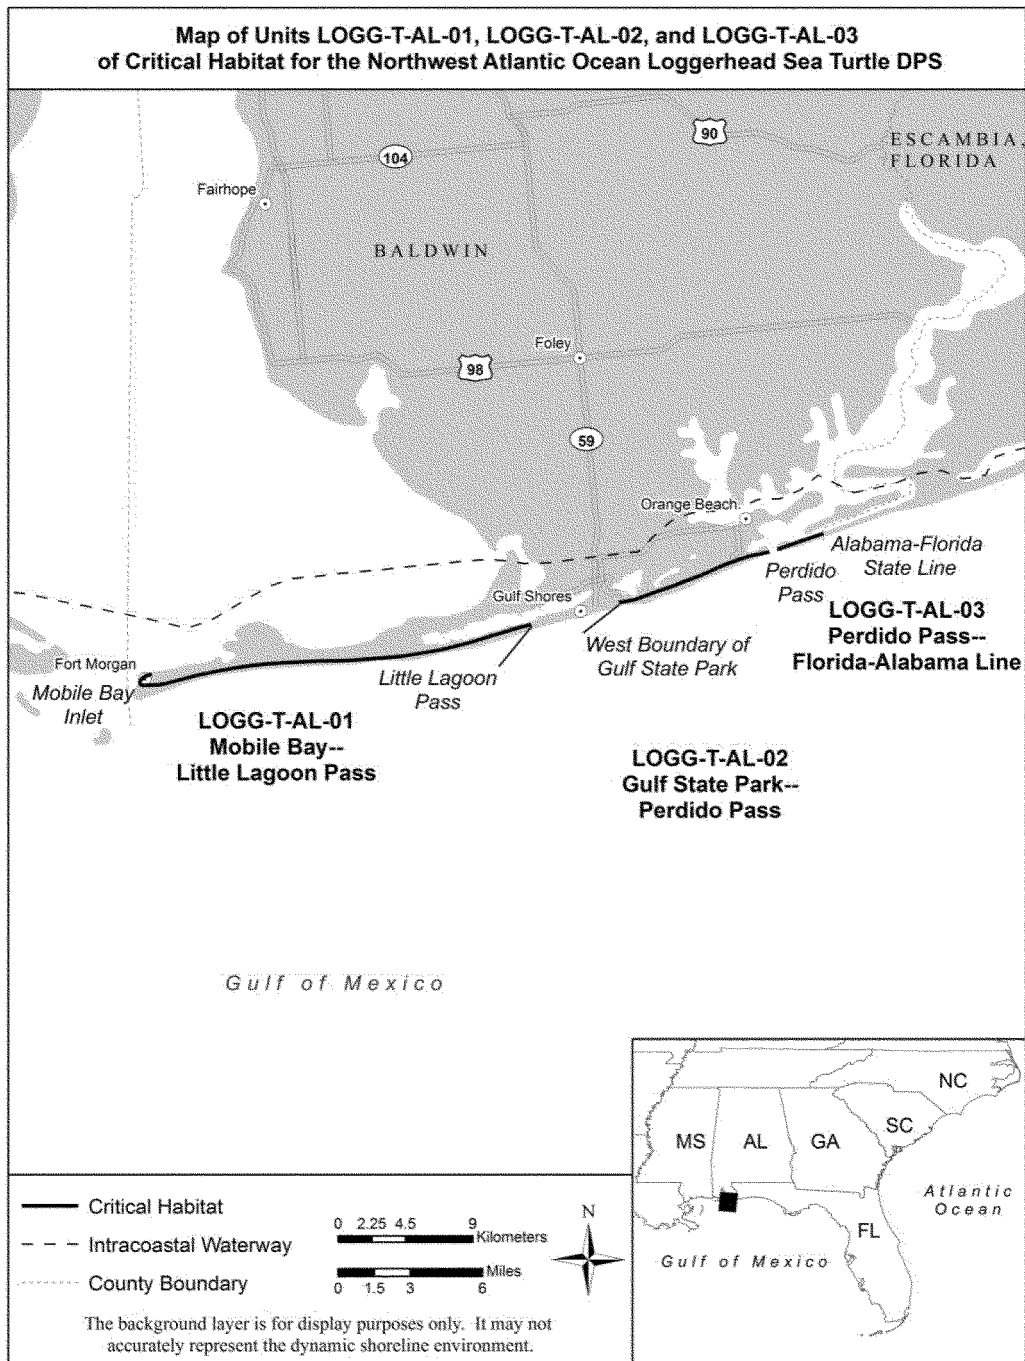 Map of Units LOGG-T-AL-01, LOGG-T-AL-02, and LOGG-T-AL-03
of Critical Habitat for the Northwest Atlantic Ocean Loggerhead Sea Turtle DPS
90
ESCAMBIA,
FLORIDA
104
Fairhope
BALDWIN
Foley
98
59
Orange Beach
Alabama-Florida
State Line
Perdido
Pass
Gulf Shores
LOGG-T-AL-03
Perdido Pass--
Florida-Alabama Line
West Boundary of
Gulf State Park
Fort Morgan
Little Lagoon
Pass
Mobile Bay
Inlet
LOGG-T-AL-01
Mobile Bay--
Little Lagoon Pass
LOGG-T-AL-02
Gulf State Park--
Perdido Pass
Gulf of Mexico
NC
SC
MS
AL
GA
Atlantic
Ocean
FL
Gulf of Mexico
Critical Habitat
Intracoastal Waterway
County Boundary
0 2.25 4.5 9
Kilometers
Miles
0 1.5 3 6
N
The background layer is for display purposes only. It may not
accurately represent the dynamic shoreline environment.